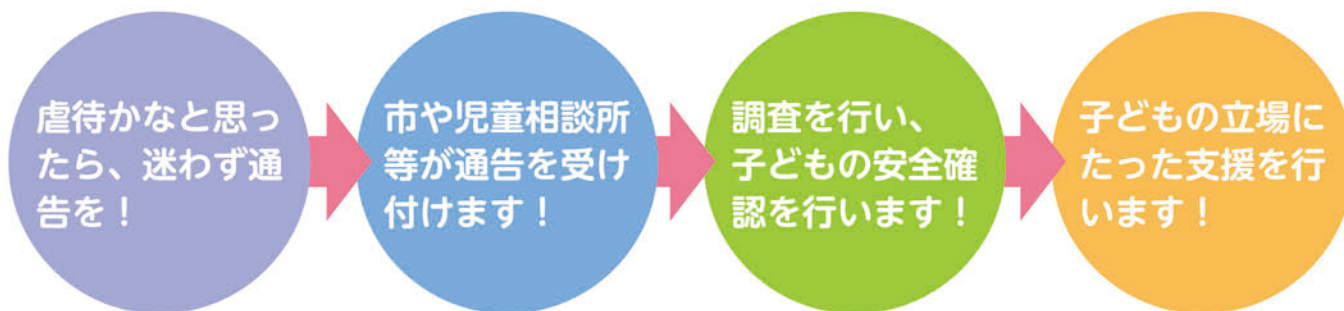 虐待かなと思っ
たら、迷わず通
告を！
市や児童相談所
等が通告を受け
付けます！
調査を行い、
子どもの安全確
認を行います！
子どもの立場に
たった支援を行
います！